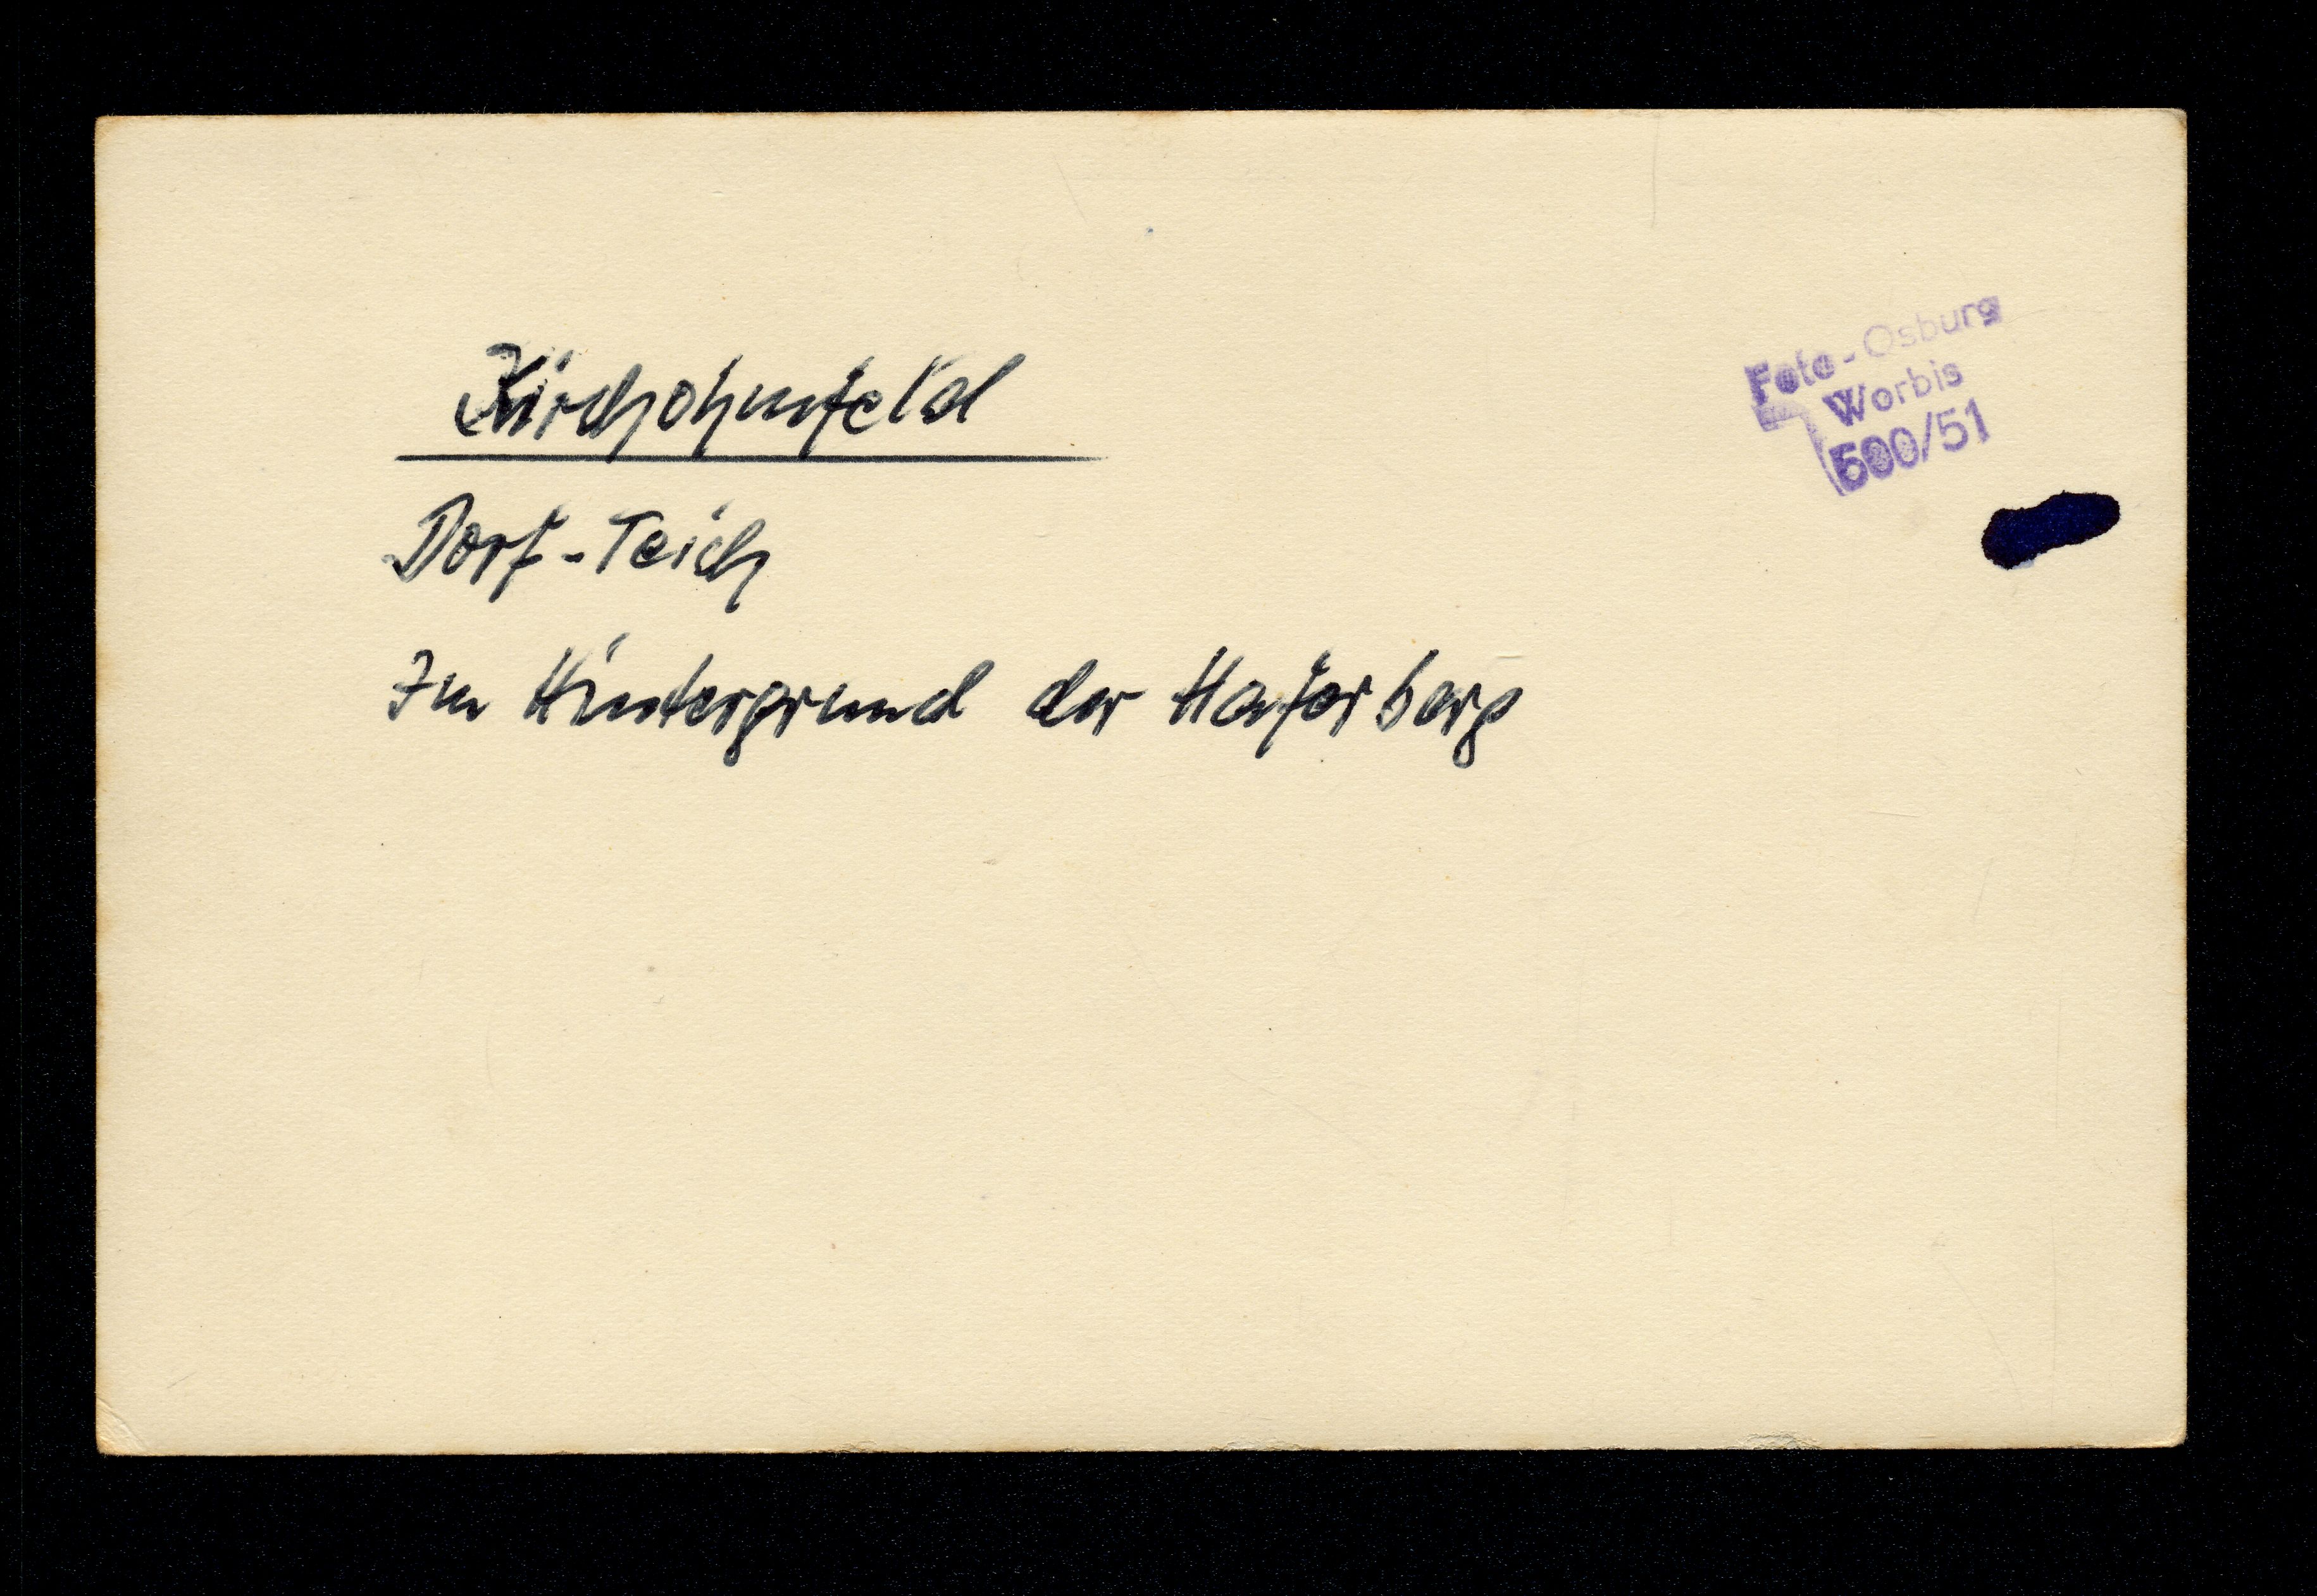 Kirchohmfeld
Dorf-Teich
Im Hintergrund der Haferberg
Foto-Osburg
Worbis
500/51